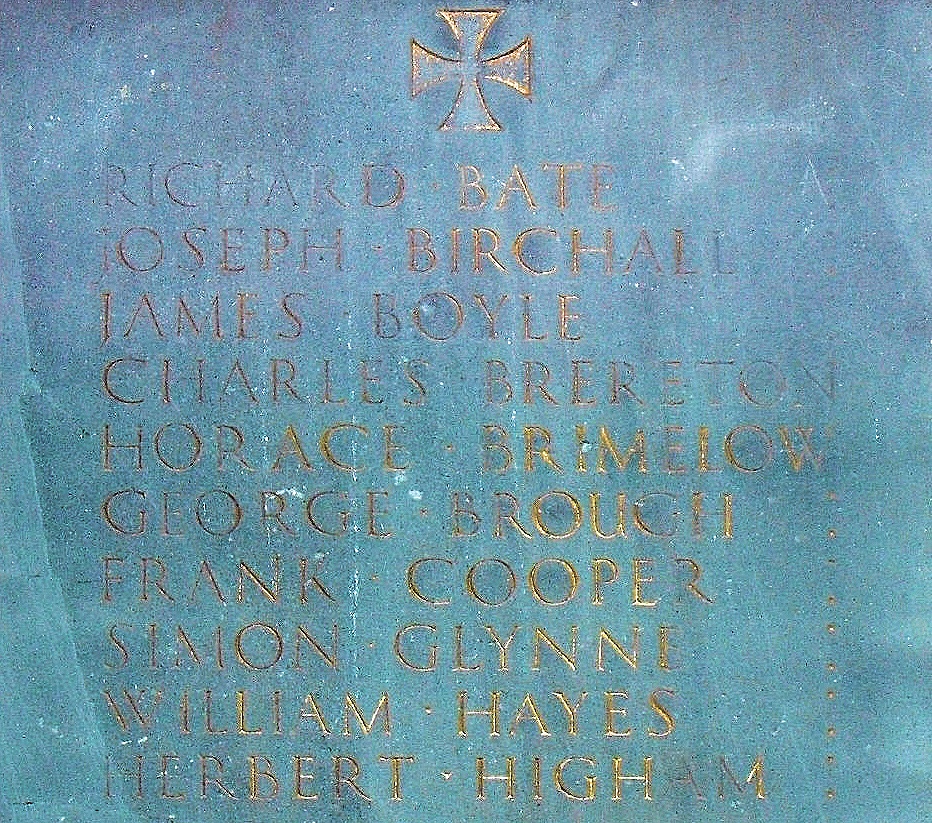 RICHARD · BATE
JOSEPH · BIRCHALL
JAMES · BOYLE
CHARLES · BRERETON
HORACE · BRIMELOW
GEORGE · BROUGH
FRANK · COOPER
SIMON · GLYNNE
WILLIAM · HAYES
HERBERT · HIGHAM